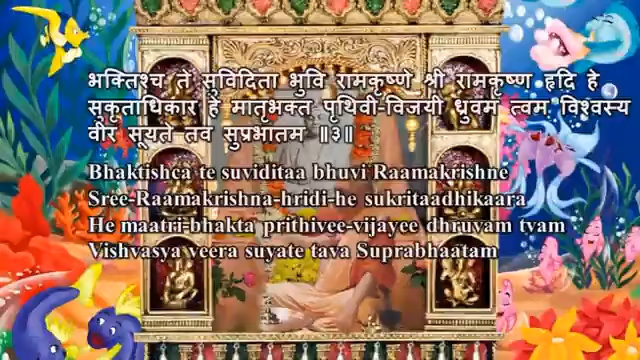 भक्तिश्च ते सुविदिता भुवि रामकृष्णे श्री रामकृष्ण हृदि हे
सुकृताधिकार हे मातृभक्त पृथिवी-विजयी ध्रुवम त्वम विश्वस्य
वीर सूयते तव सुप्रभातम ॥३॥
Bhaktishca te suviditaa bhuvi Raamakrishne
Sree-Raamakrishna-hridi-he sukritaadhikaara
He maatri-bhakta prithivee-vijayee dhruvam tvam
Vishvasya veera suyate tava Suprabhaatam